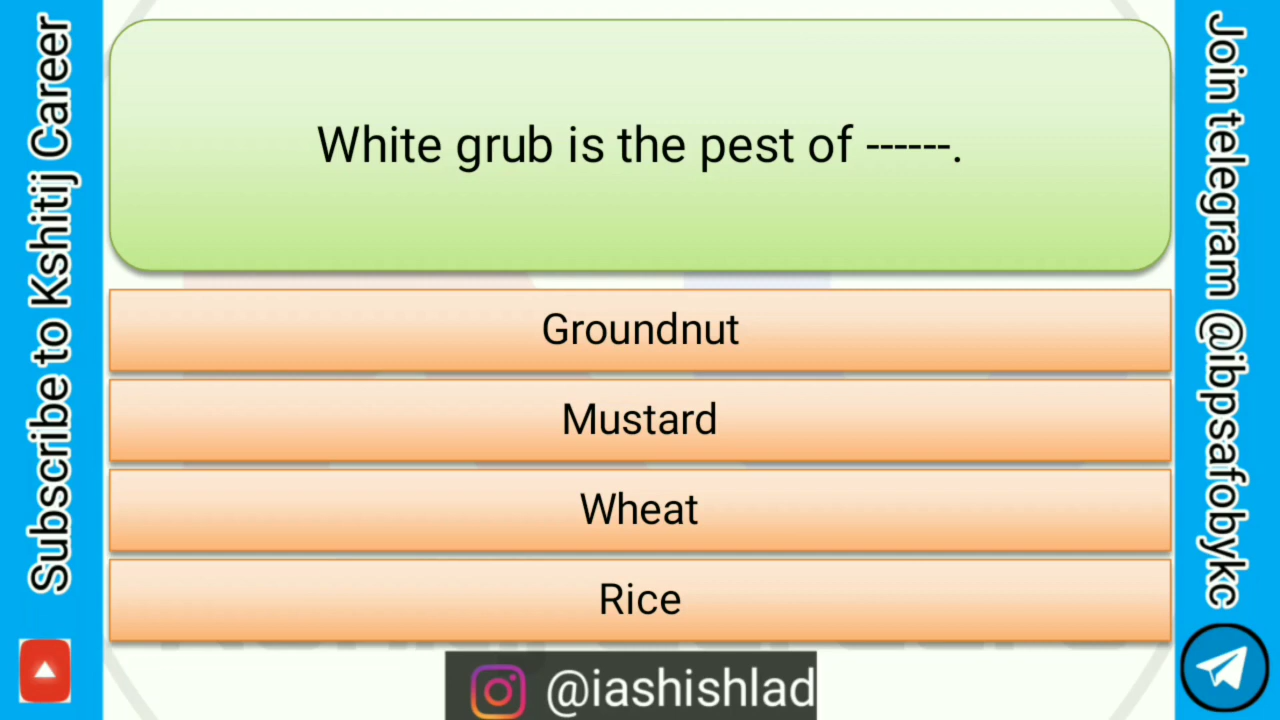 Subscribe to Kshitij Career
White grub is the pest of ------.
Groundnut
Mustard
Wheat
Rice
@iashishlad
Join telegram @ibpsafobykc